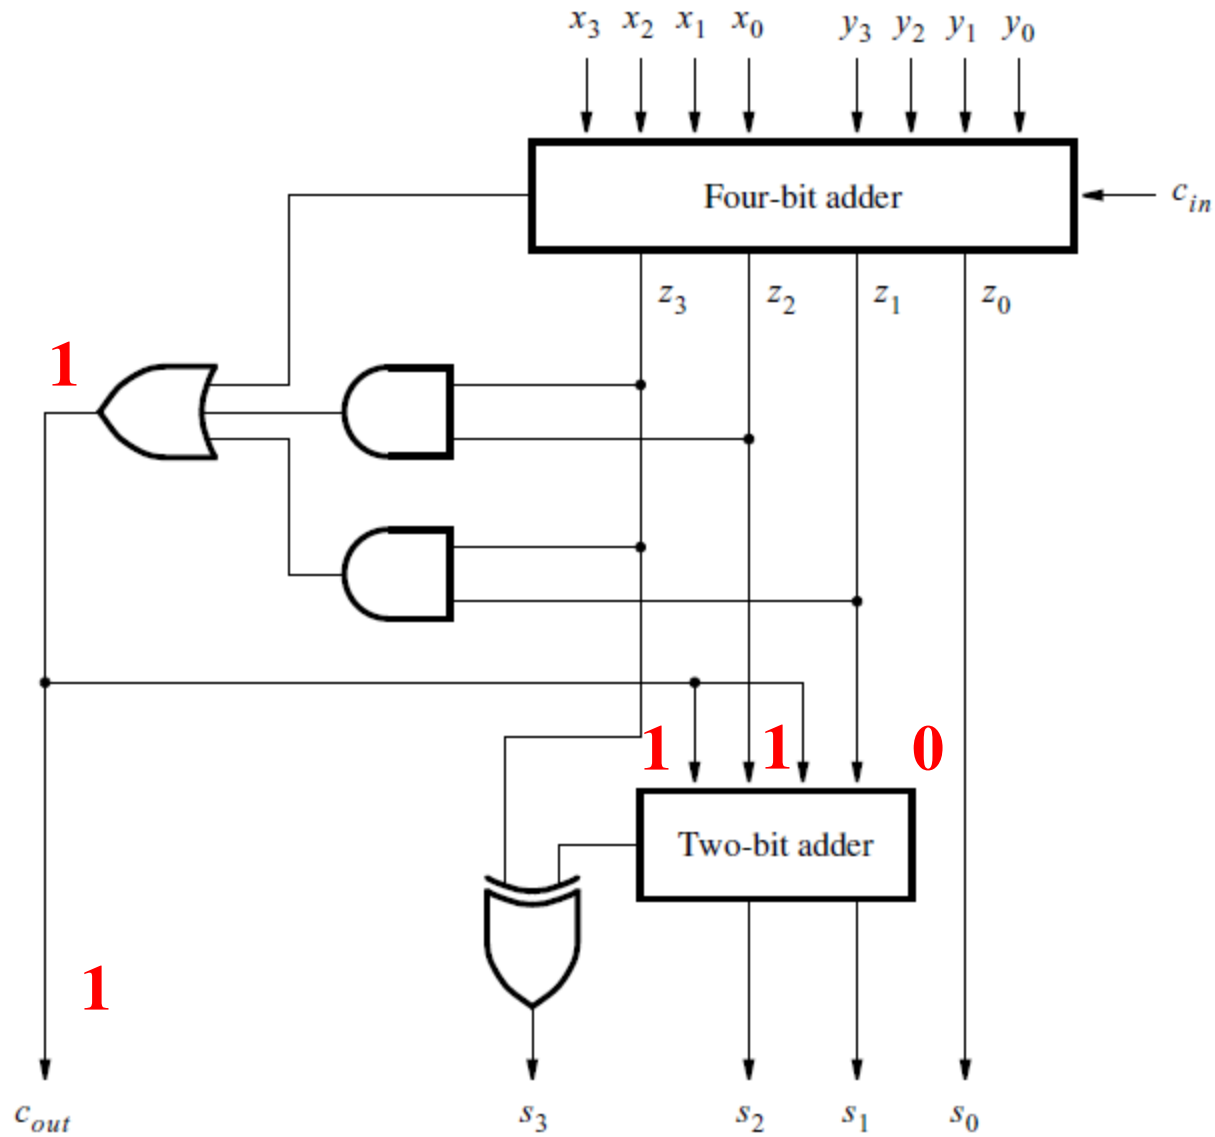 x3 x2 x1 x0 y3 y2 y1 y0
Four-bit adder
cin
z3 z2 z1 z0
1
1 1 0
Two-bit adder
1
cout s3 s2 s1 s0